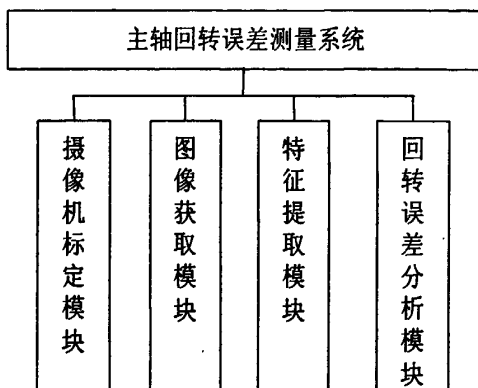 主轴回转误差测量系统
摄像机标定模块
图像获取模块
特征提取模块
回转误差分析模块